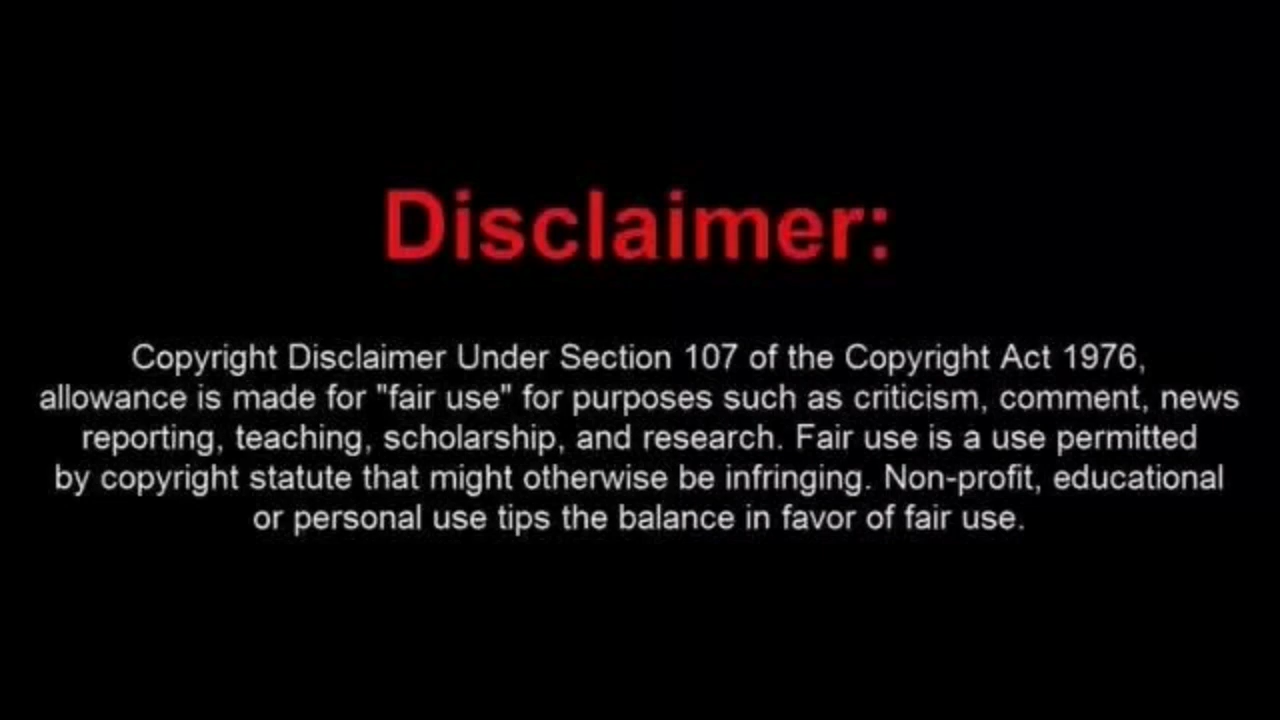 Disclaimer:
Copyright Disclaimer Under Section 107 of the Copyright Act 1976,
allowance is made for "fair use" for purposes such as criticism, comment, news
reporting, teaching, scholarship, and research. Fair use is a use permitted
by copyright statute that might otherwise be infringing. Non-profit, educational
or personal use tips the balance in favor of fair use.